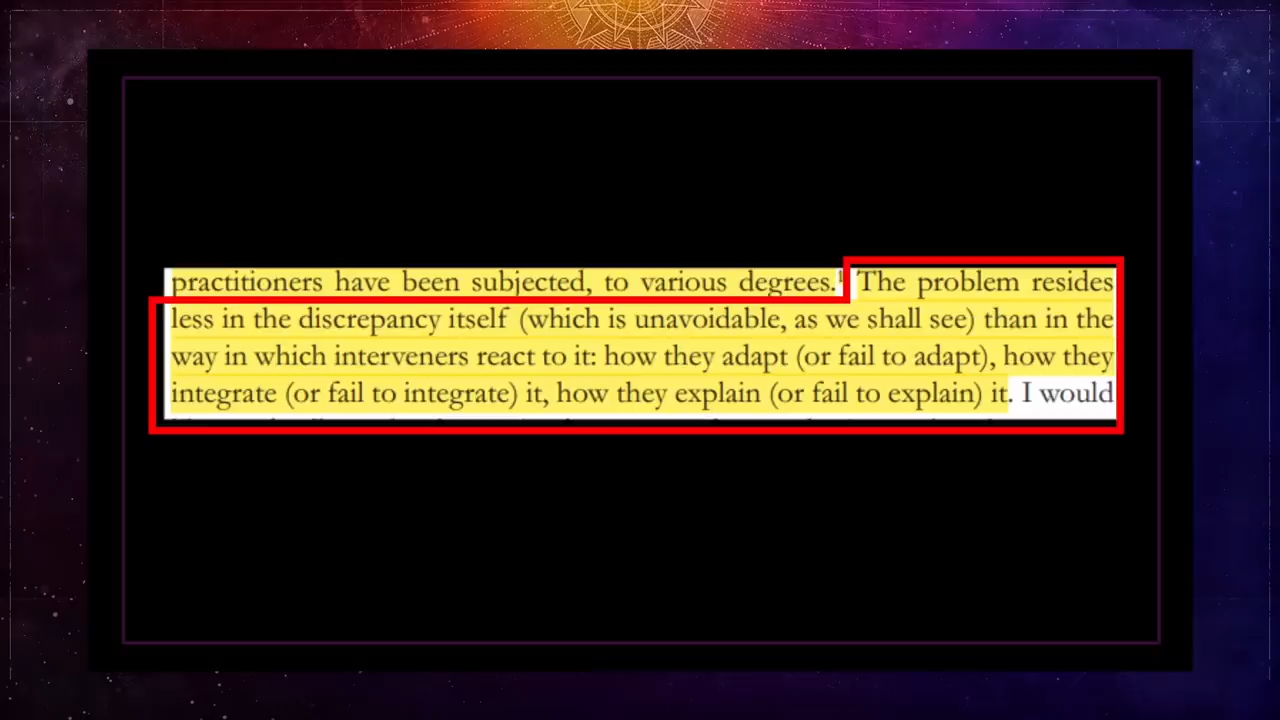 practitioners have been subjected, to various degrees. The problem resides
less in the discrepancy itself (which is unavoidable, as we shall see) than in the
way in which interveners react to it: how they adapt (or fail to adapt), how they
integrate (or fail to integrate) it, how they explain (or fail to explain) it. I would